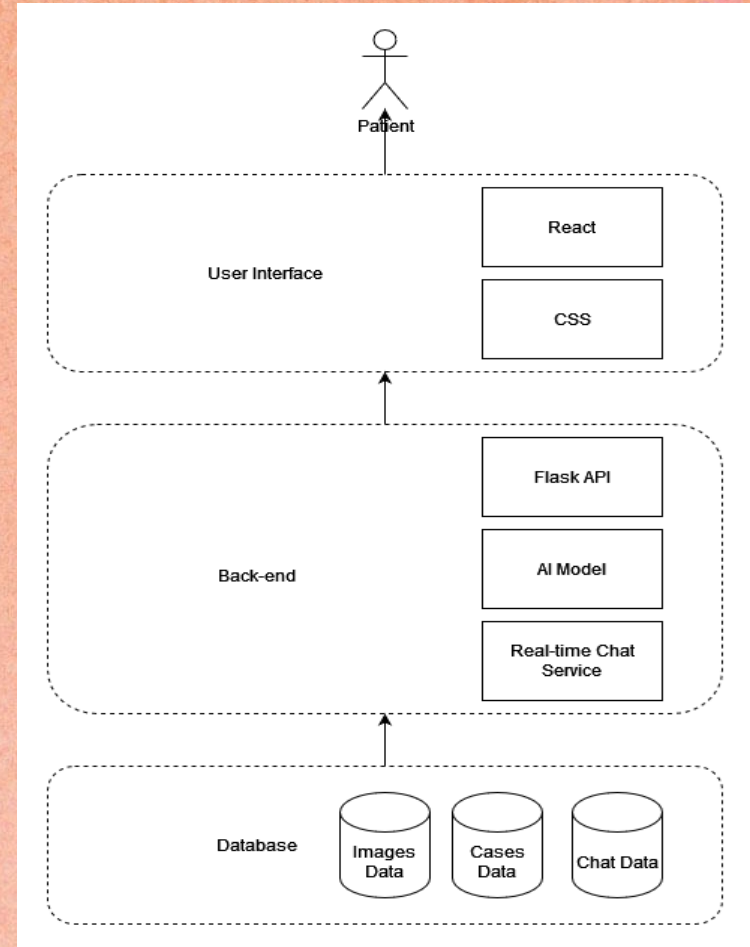 Patient
User Interface
React
CSS
Back-end
Flask API
AI Model
Real-time Chat
Service
Database
Images
Data
Cases
Data
Chat Data